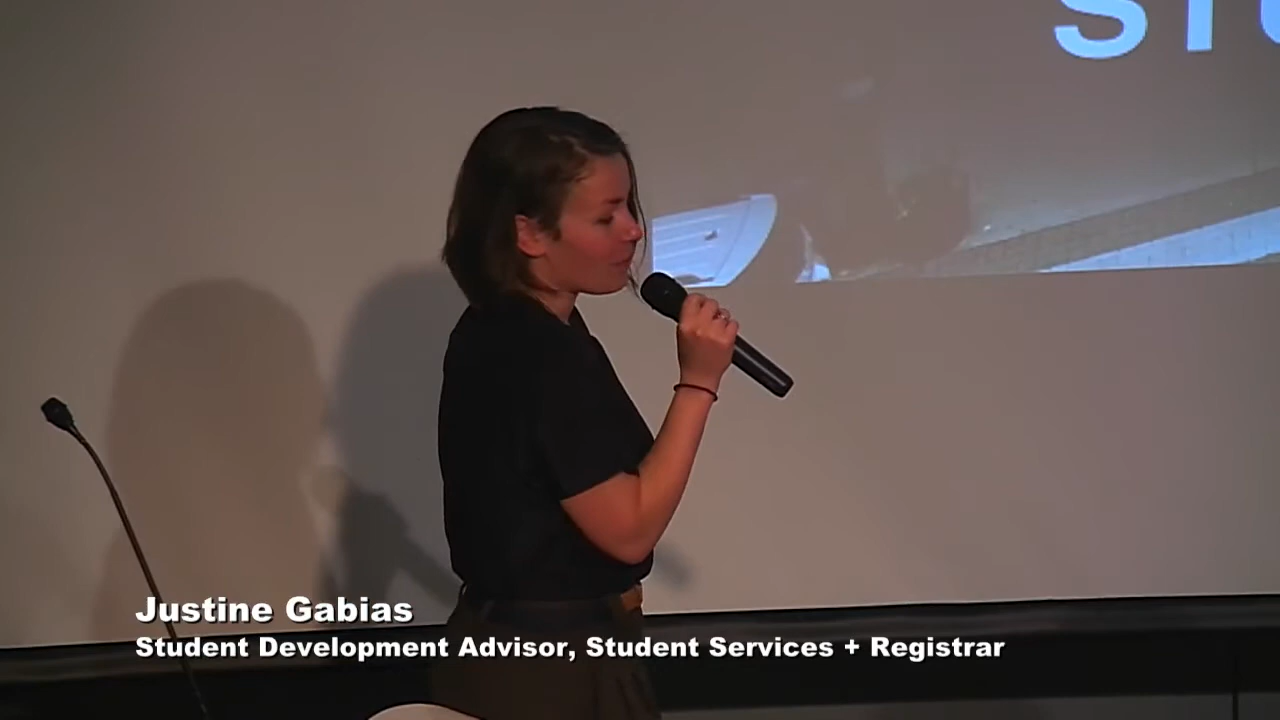 Justine Gabias
Student Development Advisor, Student Services + Registrar